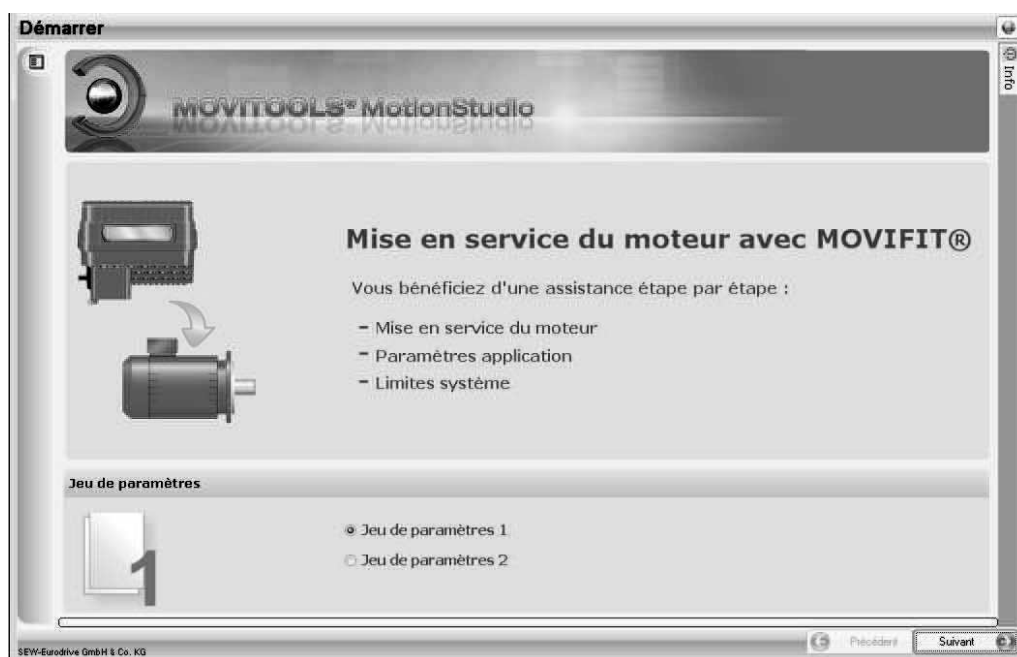 Démarrer
Info
MOVITOOLS® MotionStudio
Mise en service du moteur avec MOVIFIT®
Vous bénéficiez d'une assistance étape par étape :
– Mise en service du moteur
– Paramètres application
– Limites système
Jeu de paramètres
1
Jeu de paramètres 1
Jeu de paramètres 2
Précédent
Suivant
SEW-Eurodrive GmbH & Co. KG